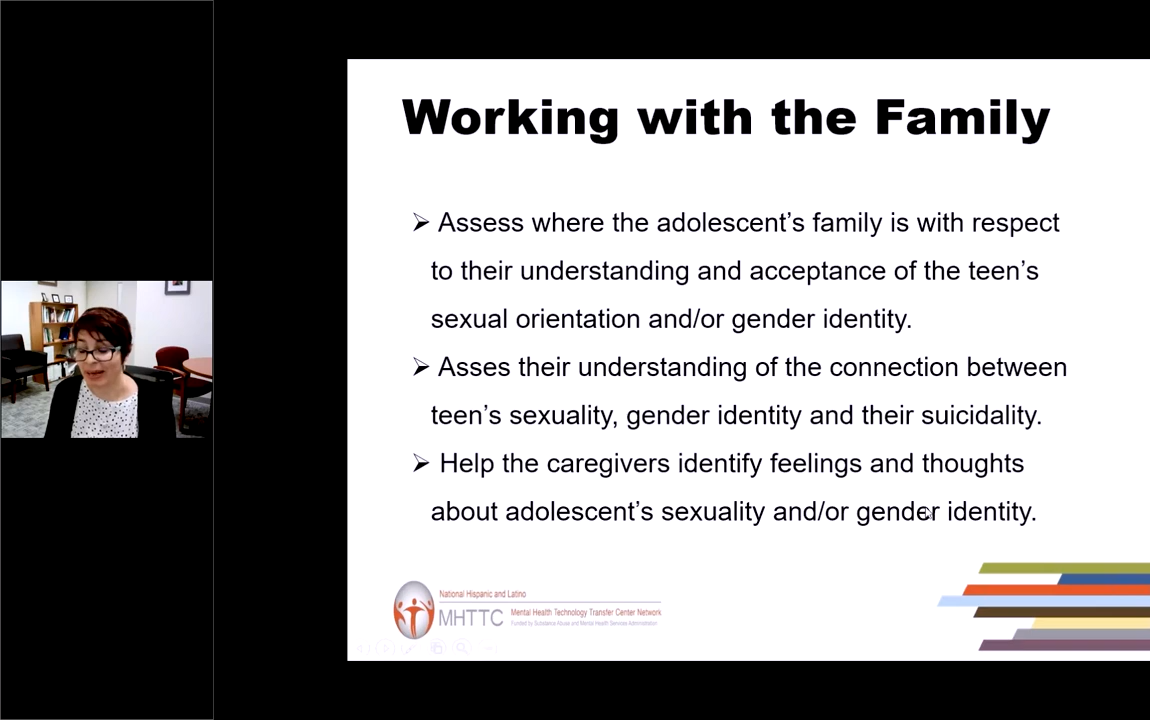 Working with the Family
➢ Assess where the adolescent’s family is with respect
to their understanding and acceptance of the teen’s
sexual orientation and/or gender identity.
➢ Asses their understanding of the connection between
teen’s sexuality, gender identity and their suicidality.
➢ Help the caregivers identify feelings and thoughts
about adolescent’s sexuality and/or gender identity.
National Hispanic and Latino
MHTTC
Mental Health Technology Transfer Center Network
Funded by Substance Abuse and Mental Health Services Administration